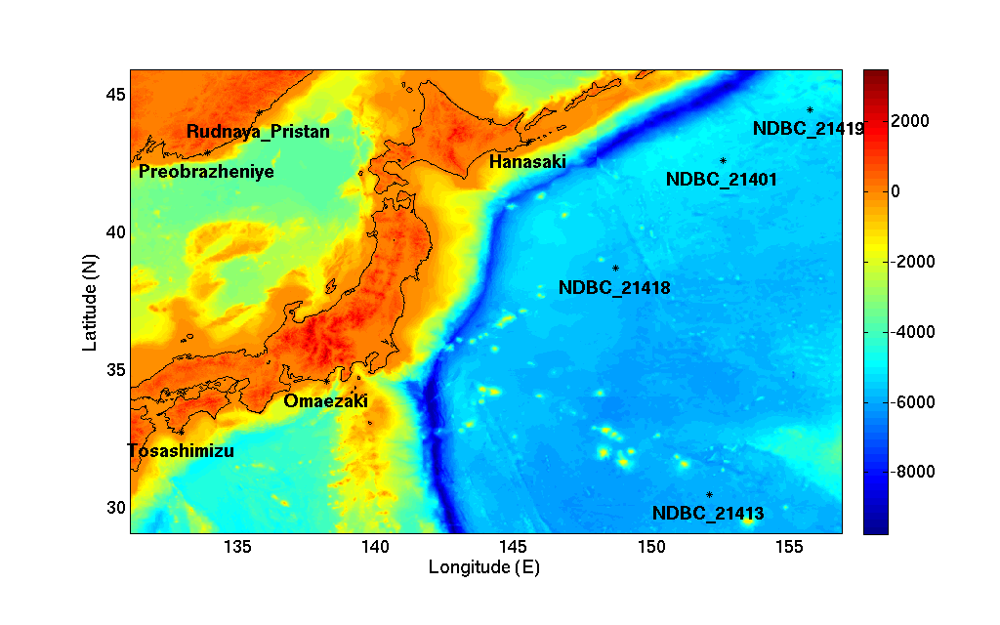 45
40
35
30
Latitude (N)
135
140
145
150
155
Longitude (E)
Rudnaya_Pristan
Preobrazheniye
Hanasaki
NDBC_21419
NDBC_21401
NDBC_21418
Omaezaki
Tosashimizu
NDBC_21413
2000
0
-2000
-4000
-6000
-8000